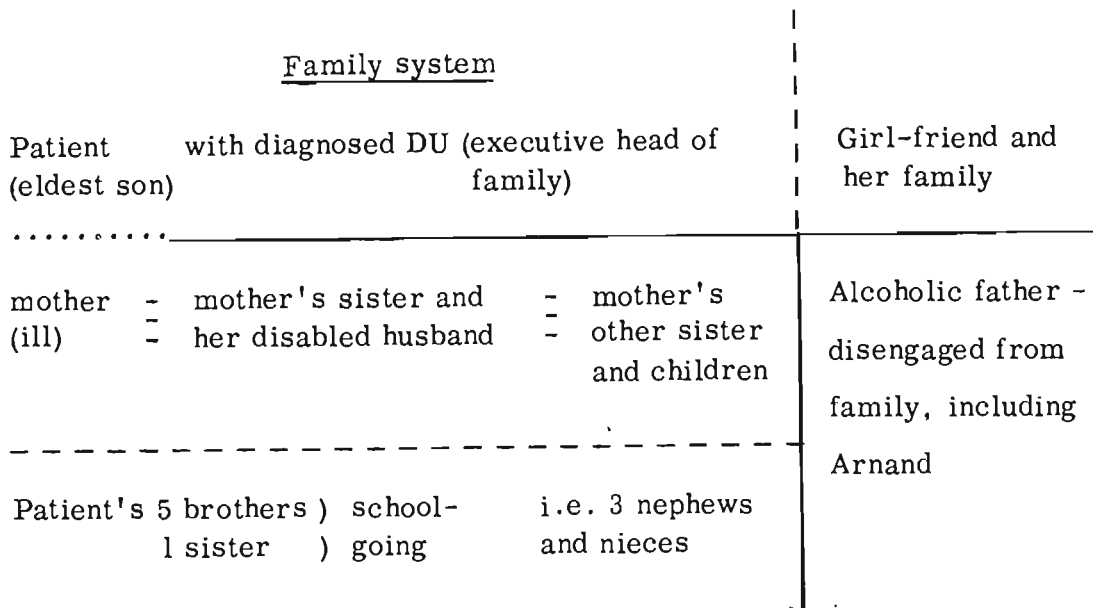 Family system
Patient with diagnosed DU (executive head of
(eldest son) family)
Girl-friend and
her family
mother - mother's sister and - mother's
(ill) - her disabled husband - other sister
and children
Alcoholic father -
disengaged from
family, including
Arnand
Patient's 5 brothers ) school- i.e. 3 nephews
1 sister ) going and nieces